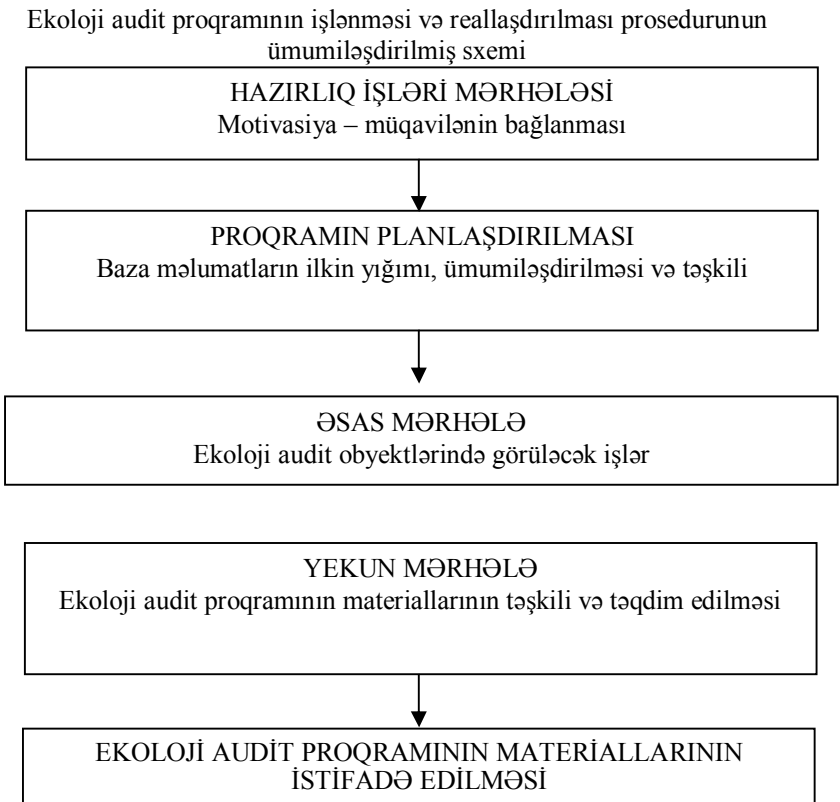 Ekoloji audit proqramının işlənməsi və reallaşdırılması prosedurunun
ümumiləşdirilmiş sxemi
HAZIRLIQ İŞLƏRİ MƏRHƏLƏSİ
Motivasiya – müqavilənin bağlanması
PROQRAMIN PLANLAŞDIRILMASI
Baza məlumatların ilkin yığımı, ümumiləşdirilməsi və təşkili
ƏSAS MƏRHƏLƏ
Ekoloji audit obyektlərində görüləcək işlər
YEKUN MƏRHƏLƏ
Ekoloji audit proqramının materiallarının təşkili və təqdim edilməsi
EKOLOJİ AUDİT PROQRAMININ MATERİALLARININ
İSTİFADƏ EDİLMƏSİ